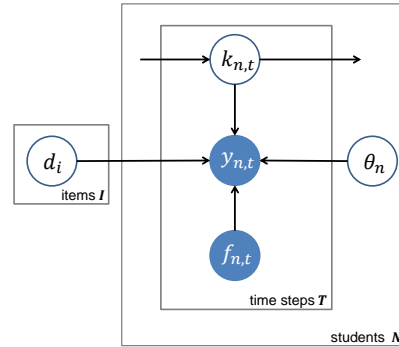 k_{n,t}
d_i
y_{n,t}
θ_n
items I
f_{n,t}
time steps T
students N